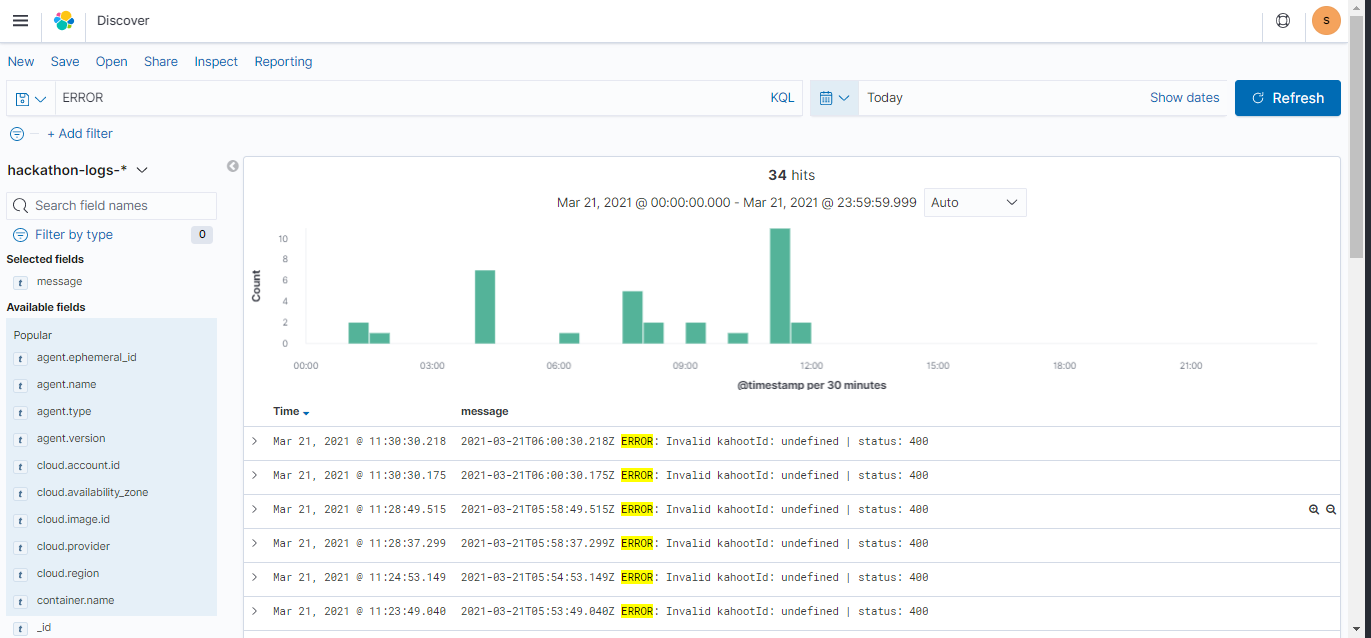 Discover
S
New Save Open Share Inspect Reporting
ERROR KQL Today Show dates Refresh
+ Add filter
hackathon-logs-*
Search field names
Filter by type 0
Selected fields
t message
Available fields
Popular
t agent.ephemeral_id
t agent.name
t agent.type
t agent.version
t cloud.account.id
t cloud.availability_zone
t cloud.image.id
t cloud.provider
t cloud.region
t container.name
t _id
34 hits
Mar 21, 2021 @ 00:00:00.000 - Mar 21, 2021 @ 23:59:59.999 Auto
Count
10
8
6
4
2
0
00:00 03:00 06:00 09:00 12:00 15:00 18:00 21:00
@timestamp per 30 minutes
Time message
Mar 21, 2021 @ 11:30:30.218 2021-03-21T06:00:30.218Z ERROR: Invalid kahootId: undefined | status: 400
Mar 21, 2021 @ 11:30:30.175 2021-03-21T06:00:30.175Z ERROR: Invalid kahootId: undefined | status: 400
Mar 21, 2021 @ 11:28:49.515 2021-03-21T05:58:49.515Z ERROR: Invalid kahootId: undefined | status: 400
Mar 21, 2021 @ 11:28:37.299 2021-03-21T05:58:37.299Z ERROR: Invalid kahootId: undefined | status: 400
Mar 21, 2021 @ 11:24:53.149 2021-03-21T05:54:53.149Z ERROR: Invalid kahootId: undefined | status: 400
Mar 21, 2021 @ 11:23:49.040 2021-03-21T05:53:49.040Z ERROR: Invalid kahootId: undefined | status: 400